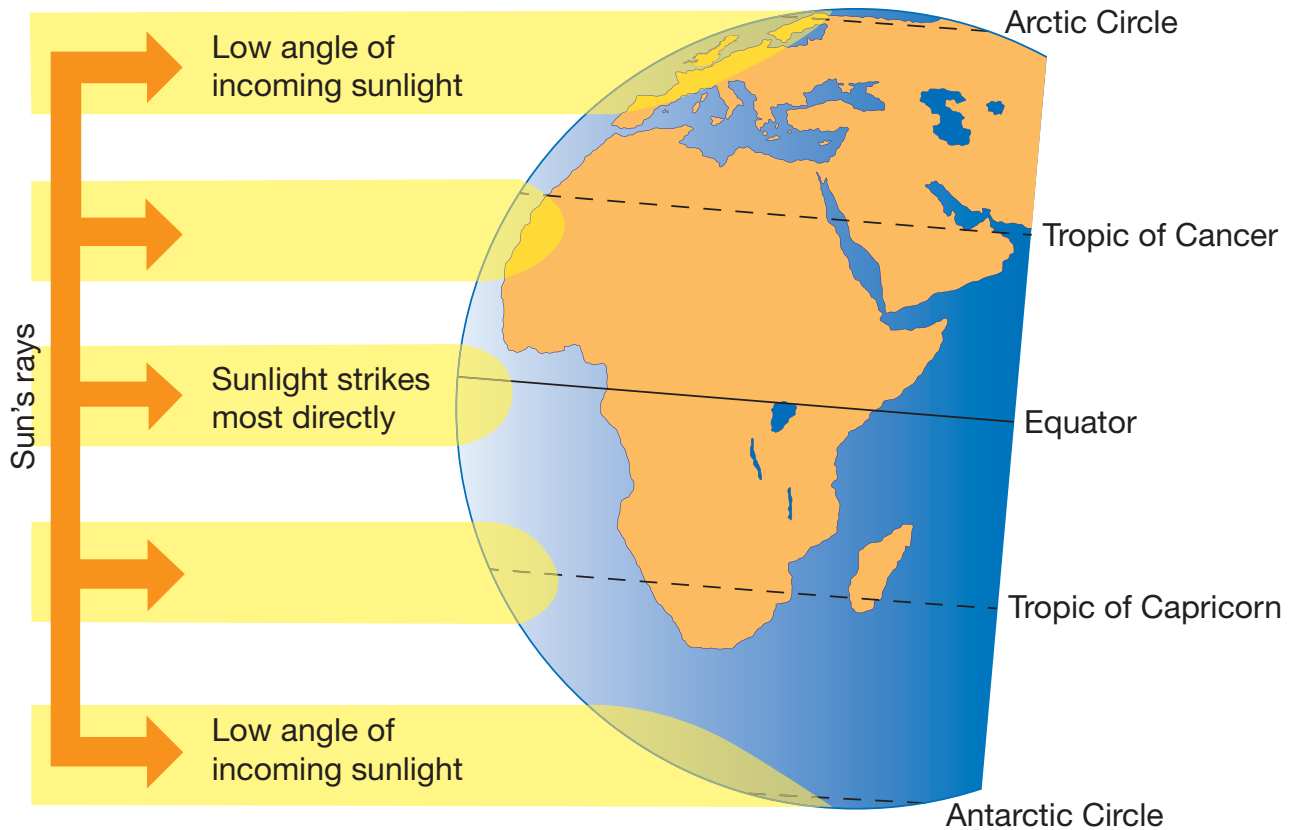 Arctic Circle
Low angle of
incoming sunlight
Tropic of Cancer
Sun's rays
Sunlight strikes
most directly
Equator
Tropic of Capricorn
Low angle of
incoming sunlight
Antarctic Circle